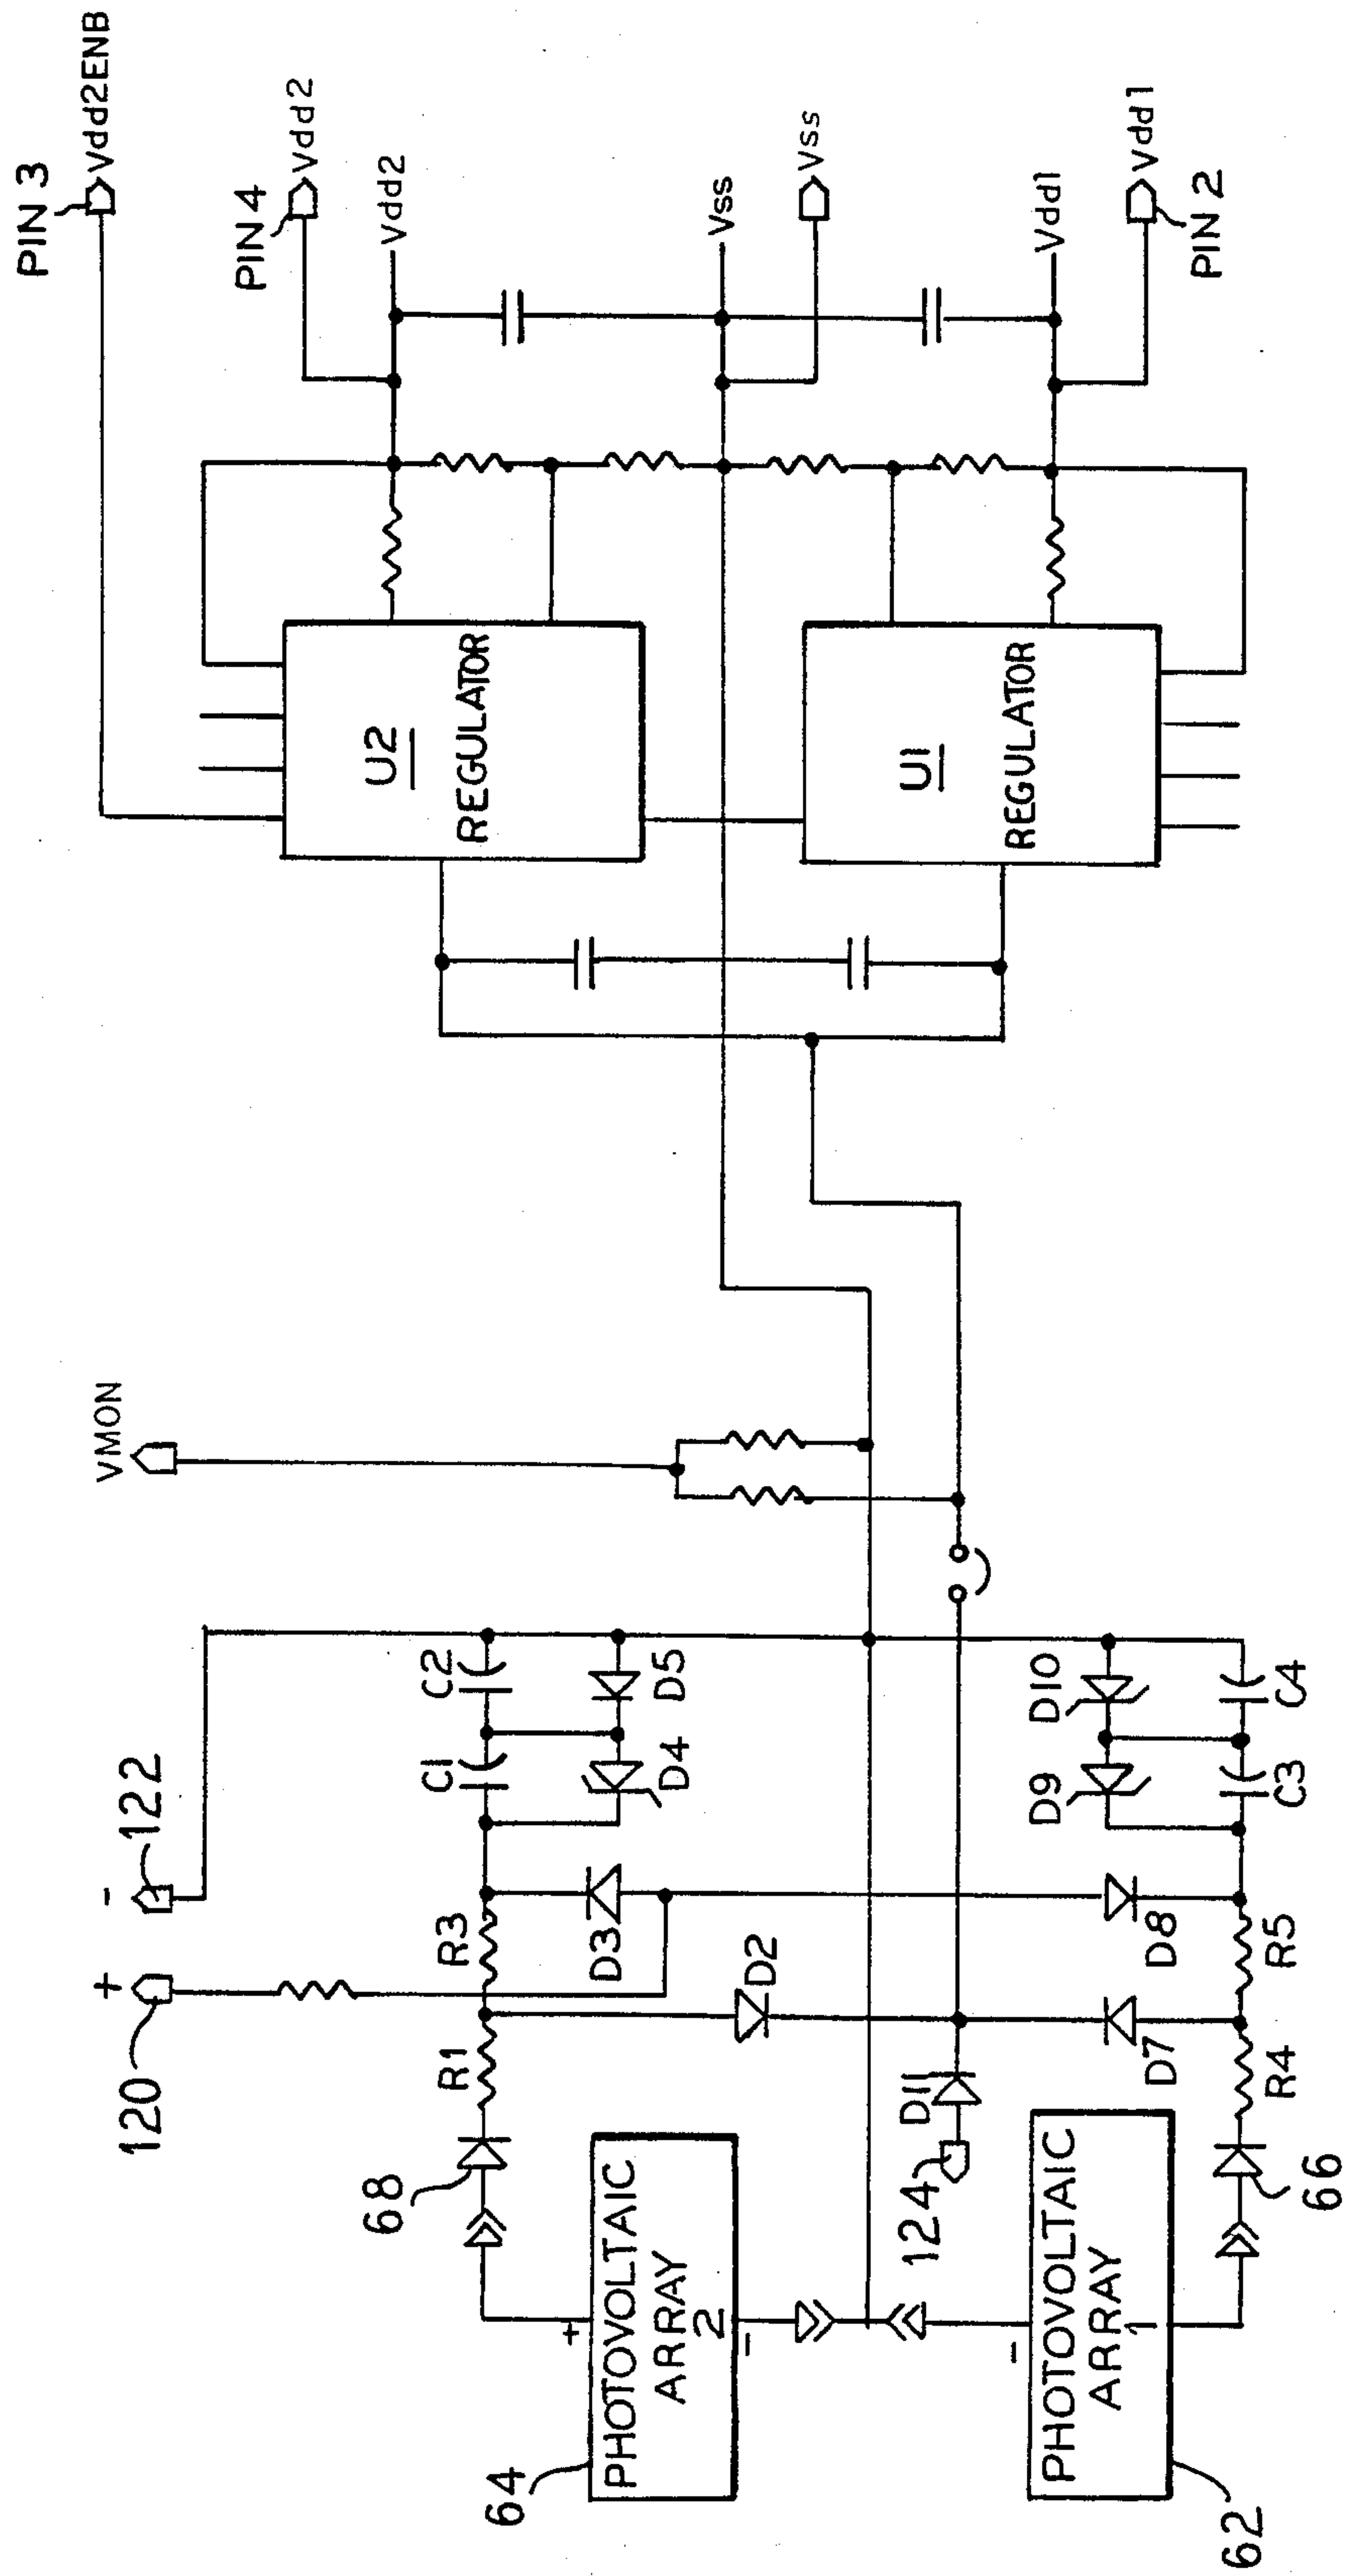 PIN 3
Vdd2ENB
PIN 4
Vdd2
Vdd2
Vss
Vss
Vdd1
Vdd1
PIN 2
U2
REGULATOR
U1
REGULATOR
VMON
120
+
-
122
68
R1
R3
C1
C2
D3
D4
D5
D2
64
+
PHOTOVOLTAIC
ARRAY
2
-
124
D11
-
PHOTOVOLTAIC
ARRAY
1
62
66
D7
D8
D9
D10
R4
R5
C3
C4